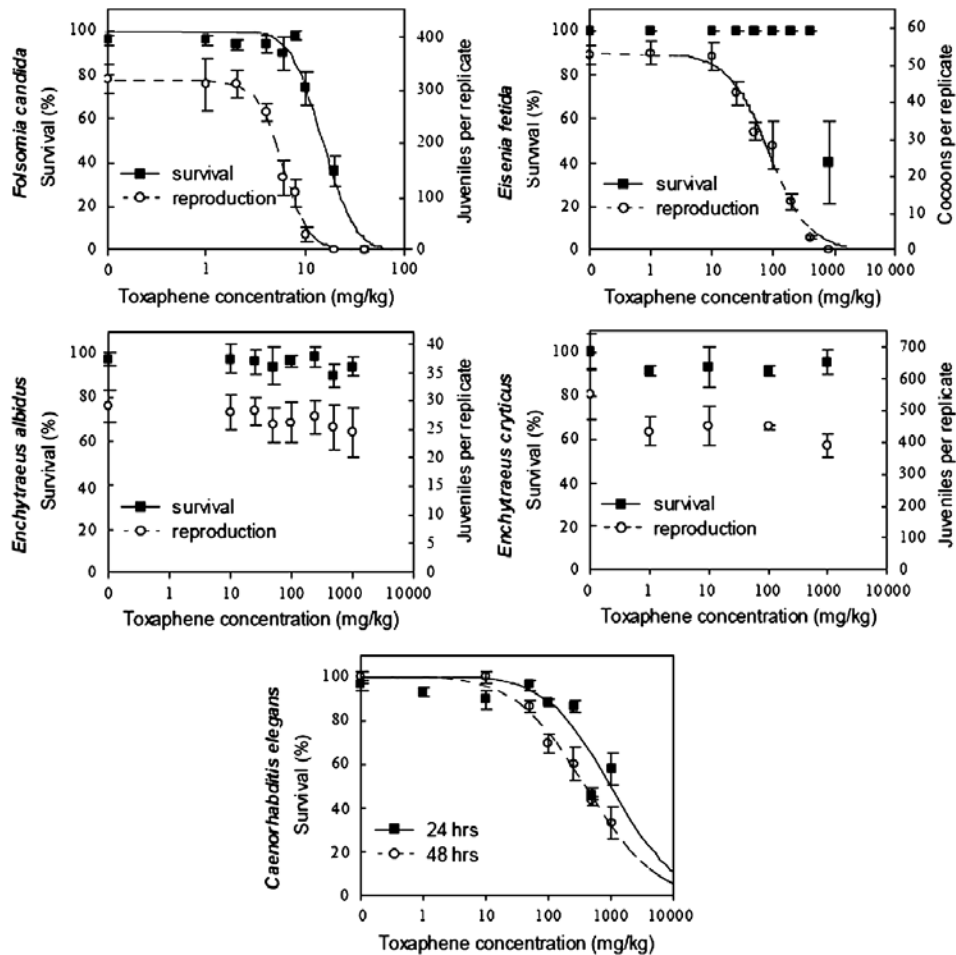 Folsomia candida
Survival (%)
100
80
60
40
20
0
survival
reproduction
400
300
200
100
0
Juveniles per replicate
0 1 10 100
Toxaphene concentration (mg/kg)
Eisenia fetida
Survival (%)
100
80
60
40
20
0
survival
reproduction
60
50
40
30
20
10
0
Cocoons per replicate
0 1 10 100 1000 10 000
Toxaphene concentration (mg/kg)
Enchytraeus albidus
Survival (%)
100
80
60
40
20
0
survival
reproduction
40
35
30
25
20
15
10
5
0
Juveniles per replicate
0 1 10 100 1000 10000
Toxaphene concentration (mg/kg)
Enchytraeus crypticus
Survival (%)
100
80
60
40
20
0
survival
reproduction
700
600
500
400
300
200
100
0
Juveniles per replicate
0 1 10 100 1000 10000
Toxaphene concentration (mg/kg)
Caenorhabditis elegans
Survival (%)
100
80
60
40
20
0
24 hrs
48 hrs
0 1 10 100 1000 10000
Toxaphene concentration (mg/kg)